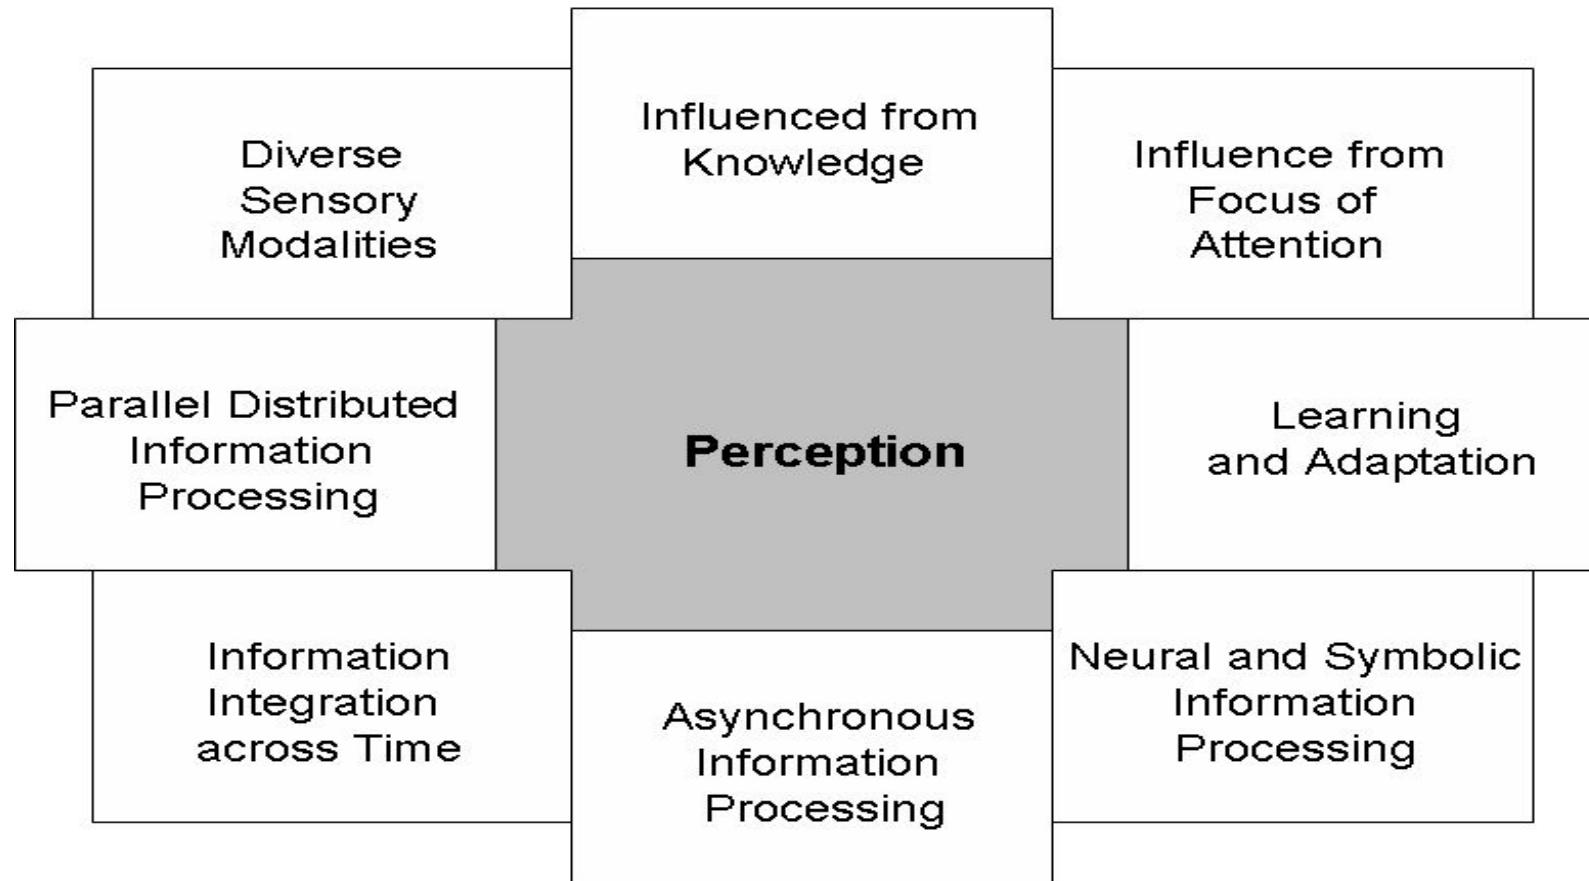 Influenced from
Knowledge
Diverse
Sensory
Modalities
Influence from
Focus of
Attention
Parallel Distributed
Information
Processing
Perception
Learning
and Adaptation
Information
Integration
across Time
Asynchronous
Information
Processing
Neural and Symbolic
Information
Processing